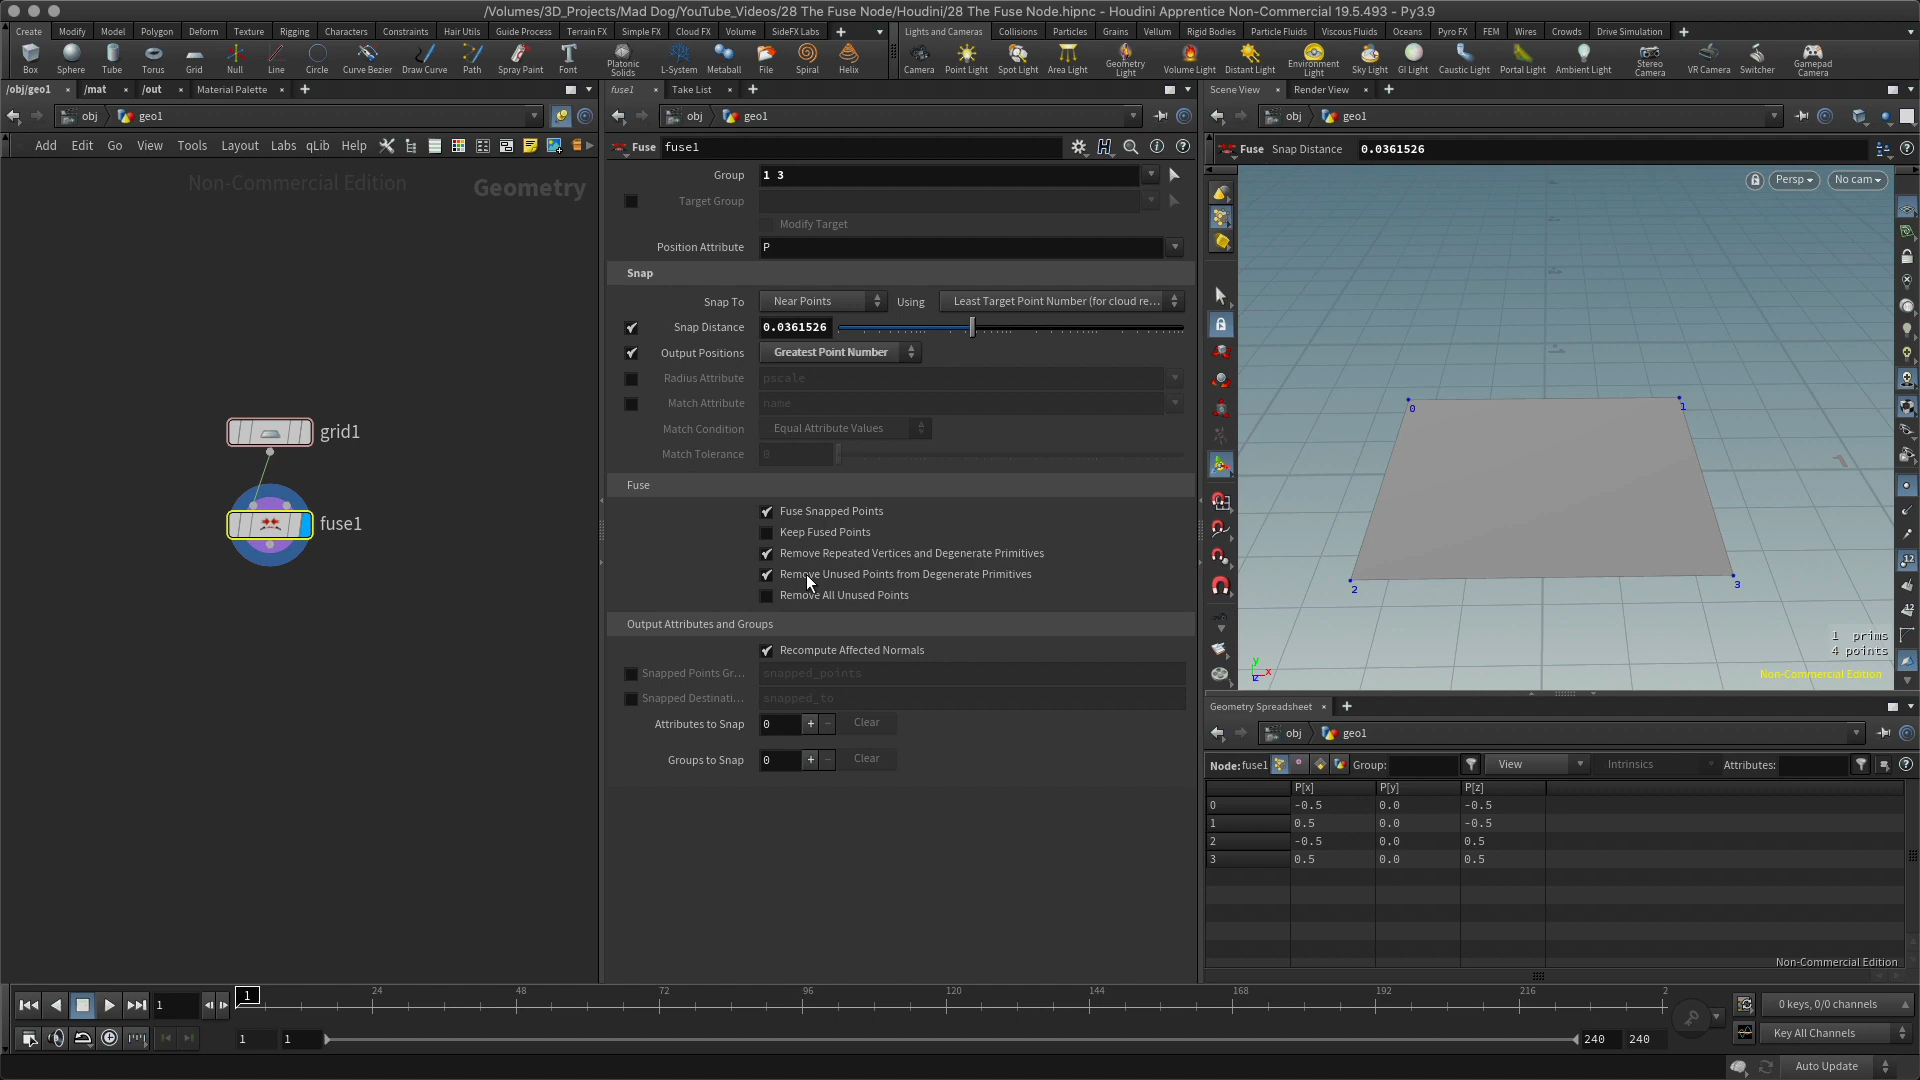 /Volumes/3D_Projects/Mad Dog/YouTube_Videos/28 The Fuse Node/Houdini/28 The Fuse Node.hipnc - Houdini Apprentice Non-Commercial 19.5.493 - Py3.9
Create Modify Model Polygon Deform Texture Rigging Characters Constraints Hair Utils Guide Process Terrain FX Simple FX Cloud FX Volume SideFX Labs
Lights and Cameras Collisions Particles Grains Vellum Rigid Bodies Particle Fluids Viscous Fluids Oceans Pyro FX FEM Wires Crowds Drive Simulation
Box Sphere Tube Torus Grid Null Line Circle Curve Bezier Draw Curve Path Spray Paint Font Platonic Solids L-System Metaball File Spiral Helix
Camera Point Light Spot Light Area Light Geometry Light Volume Light Distant Light Environment Light Sky Light GI Light Caustic Light Portal Light Ambient Light Stereo Camera VR Camera Switcher Gamepad Camera
/obj/geo1 /mat /out Material Palette
obj geo1
Add Edit Go View Tools Layout Labs qLib Help
Non-Commercial Edition
Geometry
grid1
fuse1
fuse1 Take List
obj geo1
Fuse fuse1
Group 1 3
Target Group
Modify Target
Position Attribute P
Snap
Snap To Near Points Using Least Target Point Number (for cloud re...
Snap Distance 0.0361526
Output Positions Greatest Point Number
Radius Attribute pscale
Match Attribute name
Match Condition Equal Attribute Values
Match Tolerance 0
Fuse
Fuse Snapped Points
Keep Fused Points
Remove Repeated Vertices and Degenerate Primitives
Remove Unused Points from Degenerate Primitives
Remove All Unused Points
Output Attributes and Groups
Recompute Affected Normals
Snapped Points Gr... snapped_points
Snapped Destinati... snapped_to
Attributes to Snap 0 + - Clear
Groups to Snap 0 + - Clear
Scene View Render View
obj geo1
Fuse Snap Distance 0.0361526
Persp No cam
0
1
2
3
12
12
y
x
z
1 prims
4 points
Non-Commercial Edition
Geometry Spreadsheet
obj geo1
Node: fuse1 Group: View Intrinsics Attributes:
P[x] P[y] P[z]
0 -0.5 0.0 -0.5
1 0.5 0.0 -0.5
2 -0.5 0.0 0.5
3 0.5 0.0 0.5
Non-Commercial Edition
1 1 24 48 72 96 120 144 168 192 216 2
0 keys, 0/0 channels
1 1 240 240
Key All Channels
Auto Update